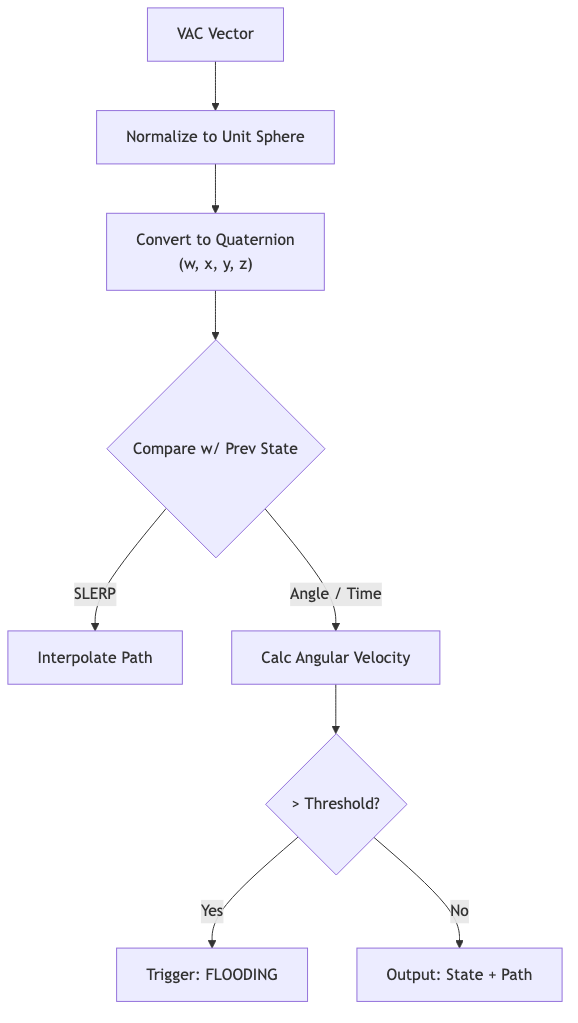 VAC Vector
Normalize to Unit Sphere
Convert to Quaternion
(w, x, y, z)
Compare w/ Prev State
SLERP
Angle / Time
Interpolate Path
Calc Angular Velocity
> Threshold?
Yes
No
Trigger: FLOODING
Output: State + Path